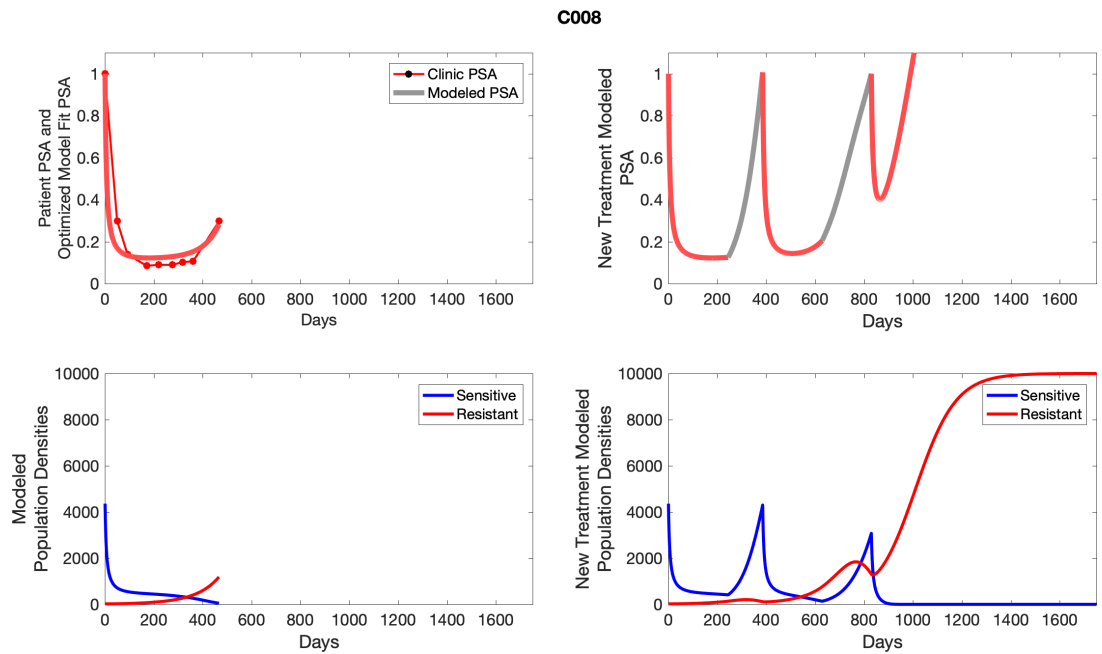 C008
Patient PSA and
Optimized Model Fit PSA
1
0.8
0.6
0.4
0.2
0
0 200 400 600 800 1000 1200 1400 1600
Days
Clinic PSA
Modeled PSA
New Treatment Modeled
PSA
1
0.8
0.6
0.4
0.2
0
0 200 400 600 800 1000 1200 1400 1600
Days
Modeled
Population Densities
10000
8000
6000
4000
2000
0
0 200 400 600 800 1000 1200 1400 1600
Days
Sensitive
Resistant
New Treatment Modeled
Population Densities
10000
8000
6000
4000
2000
0
0 200 400 600 800 1000 1200 1400 1600
Days
Sensitive
Resistant